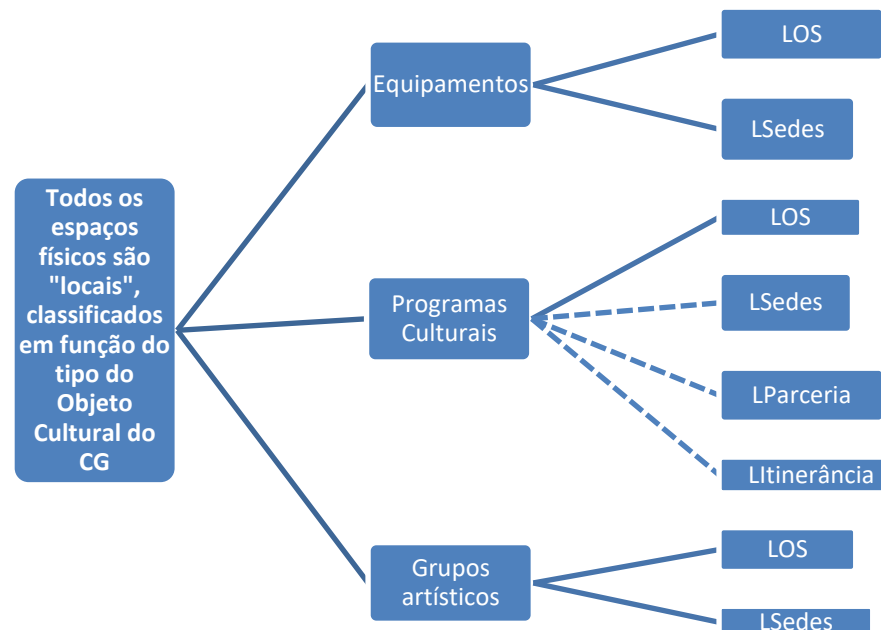 Todos os
espaços
físicos são
"locais",
classificados
em função do
tipo do
Objeto
Cultural do
CG
Equipamentos
LOS
LSedes
Programas
Culturais
LOS
LSedes
LParceria
LItinerância
Grupos
artísticos
LOS
LSedes